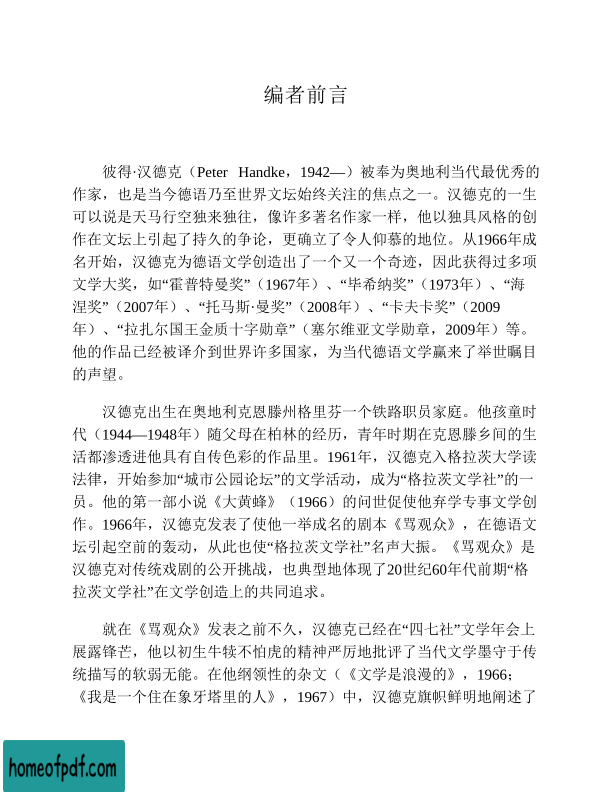 编者前言
彼得·汉德克（Peter Handke，1942—）被奉为奥地利当代最优秀的
作家，也是当今德语乃至世界文坛始终关注的焦点之一。汉德克的一生
可以说是天马行空独来独往，像许多著名作家一样，他以独具风格的创
作在文坛上引起了持久的争论，更确立了令人仰慕的地位。从1966年成
名开始，汉德克为德语文学创造出了一个又一个奇迹，因此获得过多项
文学大奖，如“霍普特曼奖”（1967年）、“毕希纳奖”（1973年）、“海
涅奖”（2007年）、“托马斯·曼奖”（2008年）、“卡夫卡奖”（2009
年）、“拉扎尔国王金质十字勋章”（塞尔维亚文学勋章，2009年）等。
他的作品已经被译介到世界许多国家，为当代德语文学赢来了举世瞩目
的声望。
汉德克出生在奥地利克恩滕州格里芬一个铁路职员家庭。他孩童时
代（1944—1948年）随父母在柏林的经历，青年时期在克恩滕乡间的生
活都渗透进他具有自传色彩的作品里。1961年，汉德克入格拉茨大学读
法律，开始参加“城市公园论坛”的文学活动，成为“格拉茨文学社”的一
员。他的第一部小说《大黄蜂》（1966）的问世促使他弃学专事文学创
作。1966年，汉德克发表了使他一举成名的剧本《骂观众》，在德语文
坛引起空前的轰动，从此也使“格拉茨文学社”名声大振。《骂观众》是
汉德克对传统戏剧的公开挑战，也典型地体现了20世纪60年代前期“格
拉茨文学社”在文学创造上的共同追求。
就在《骂观众》发表之前不久，汉德克已经在“四七社”文学年会上
展露锋芒，他以初生牛犊不怕虎的精神严厉地批评了当代文学墨守于传
统描写的软弱无能。在他纲领性的杂文（《文学是浪漫的》，1966；
《我是一个住在象牙塔里的人》，1967）中，汉德克旗帜鲜明地阐述了
homeofpdf.com